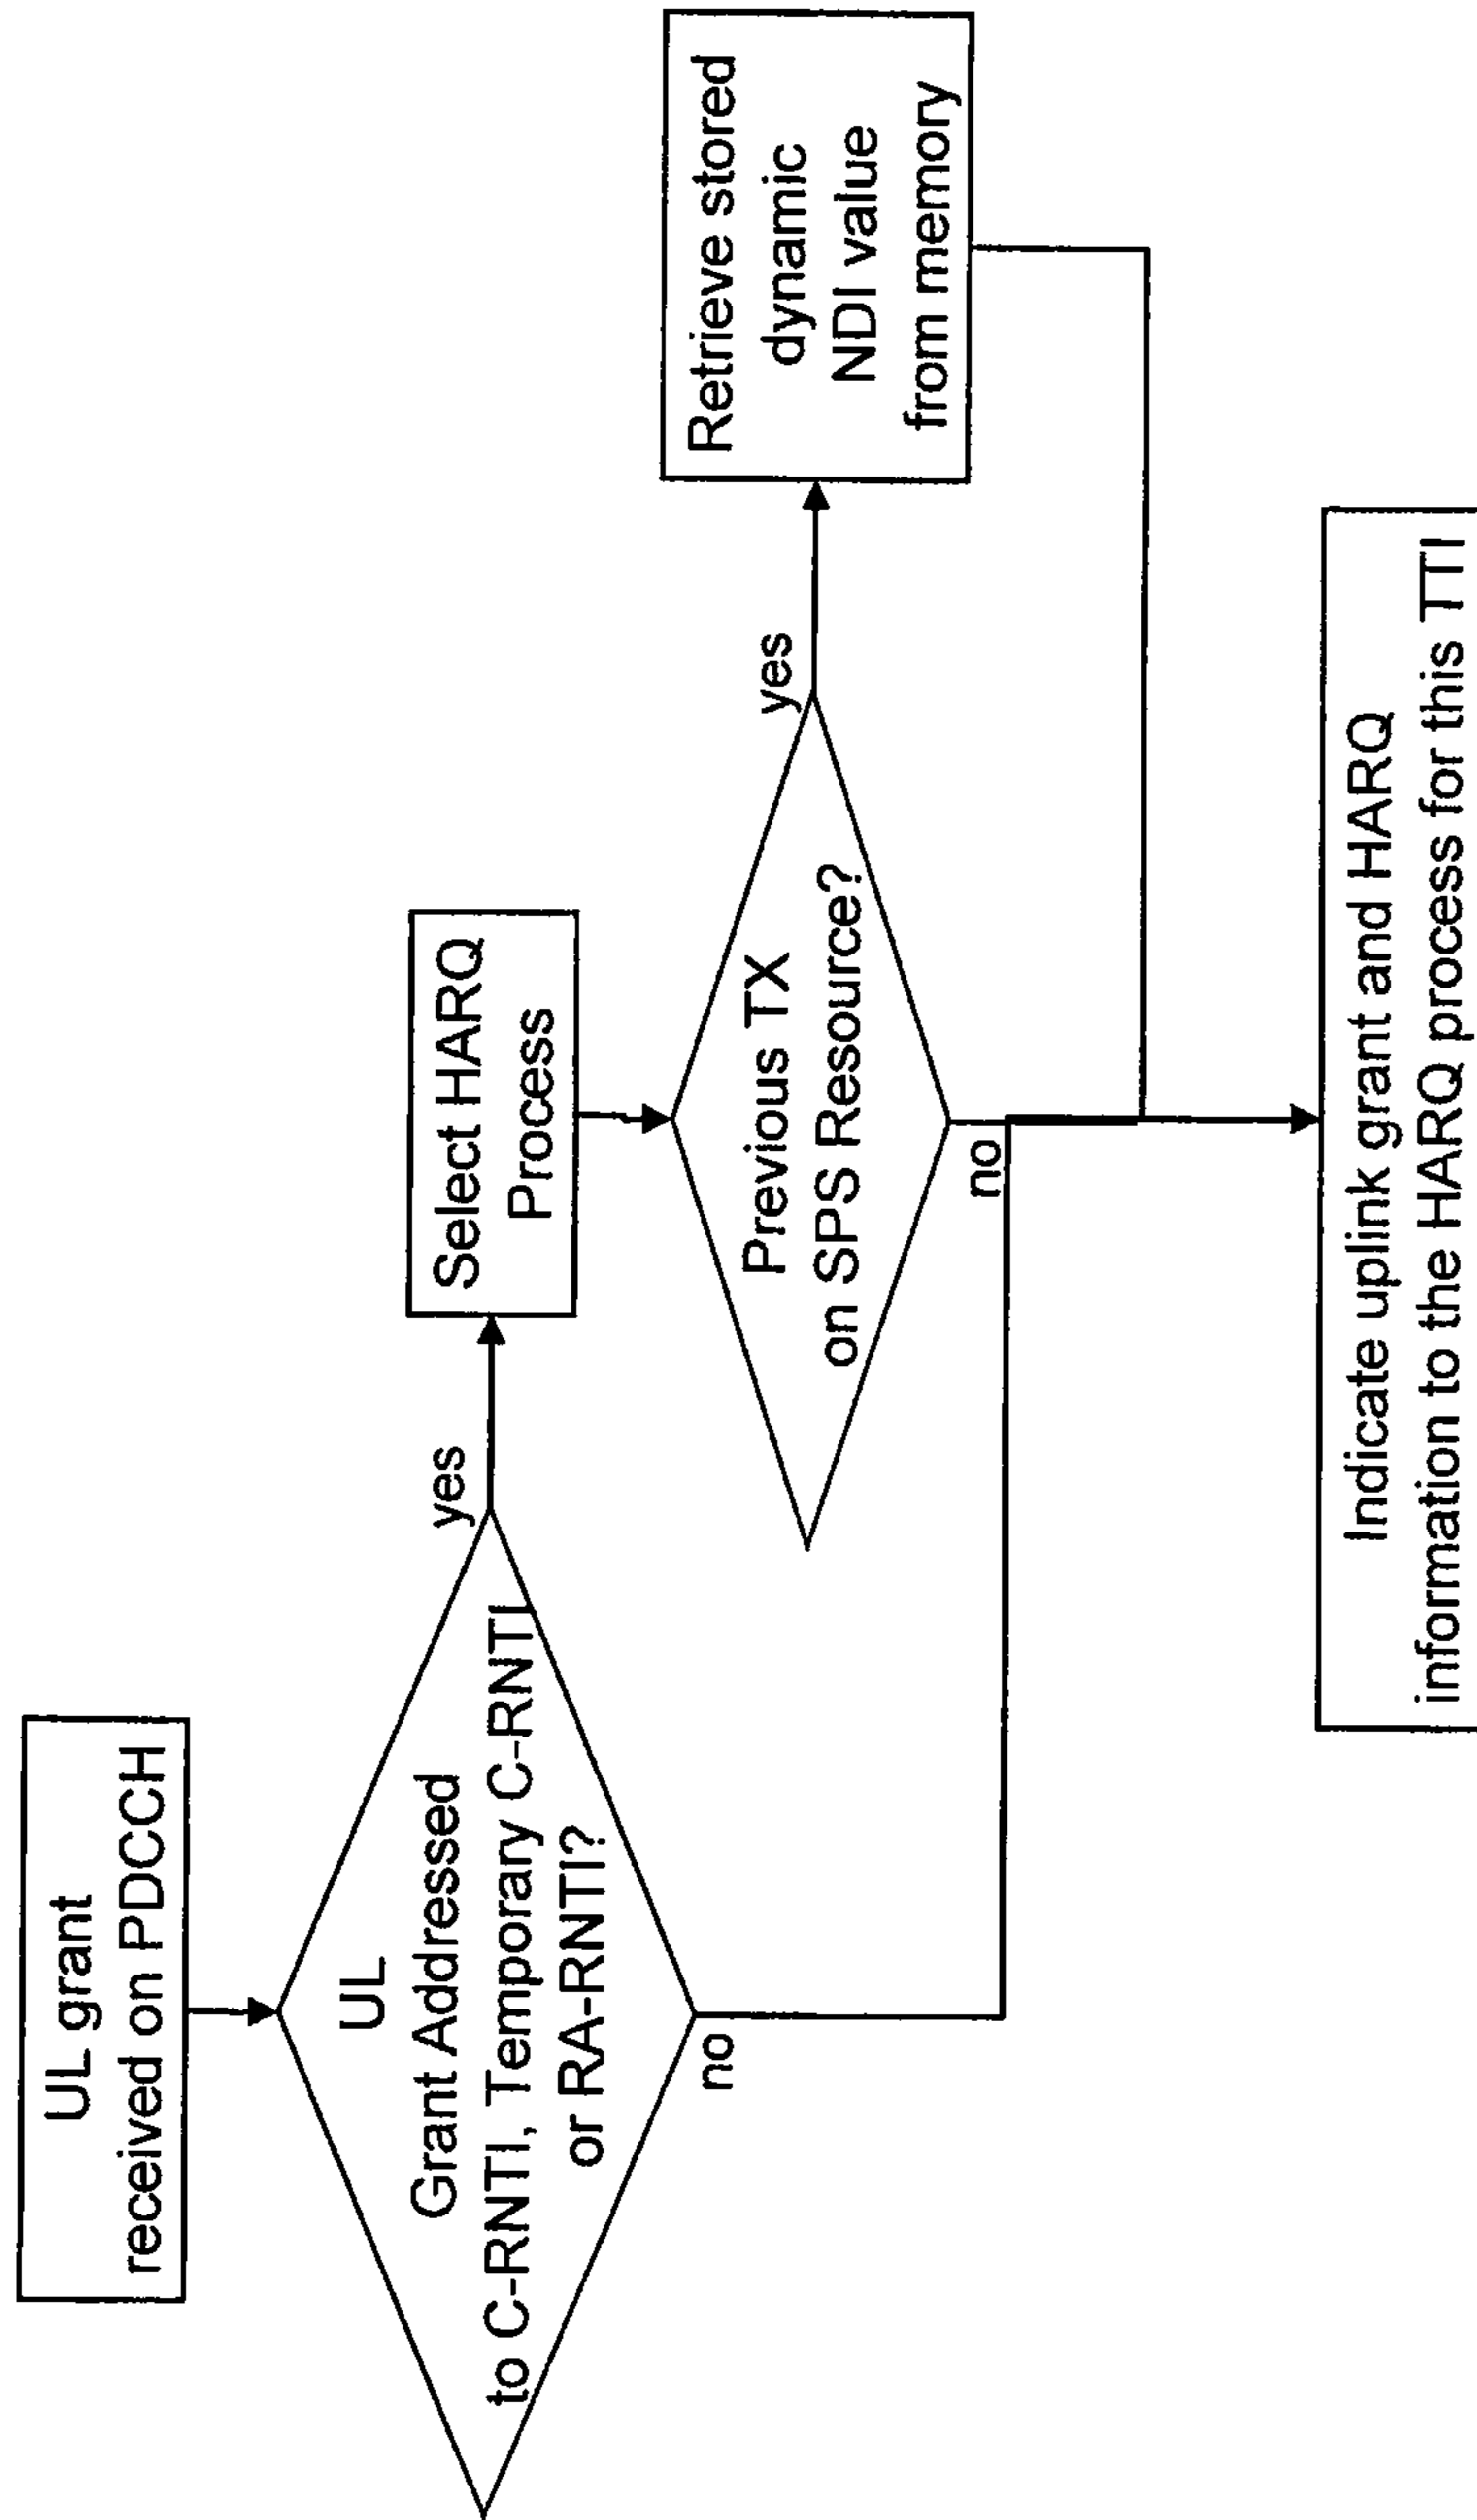 UL grant
received on PDCCH
UL
Grant Addressed
to C-RNTI, Temporary C-RNTI
or RA-RNTI?
yes
no
Select HARQ
Process
Previous TX
on SPS Resource?
yes
no
Retrieve stored
dynamic
NDI value
from memory
Indicate uplink grant and HARQ
information to the HARQ process for this TTI